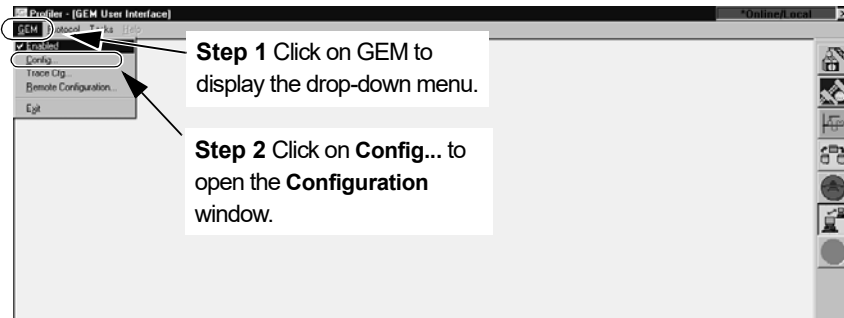 Profiler - [GEM User Interface]
*Online/Local
GEM Protocol Tasks Help
Enabled
Config...
Trace Cfg...
Remote Configuration...
Exit
Step 1 Click on GEM to
display the drop-down menu.
Step 2 Click on Config... to
open the Configuration
window.